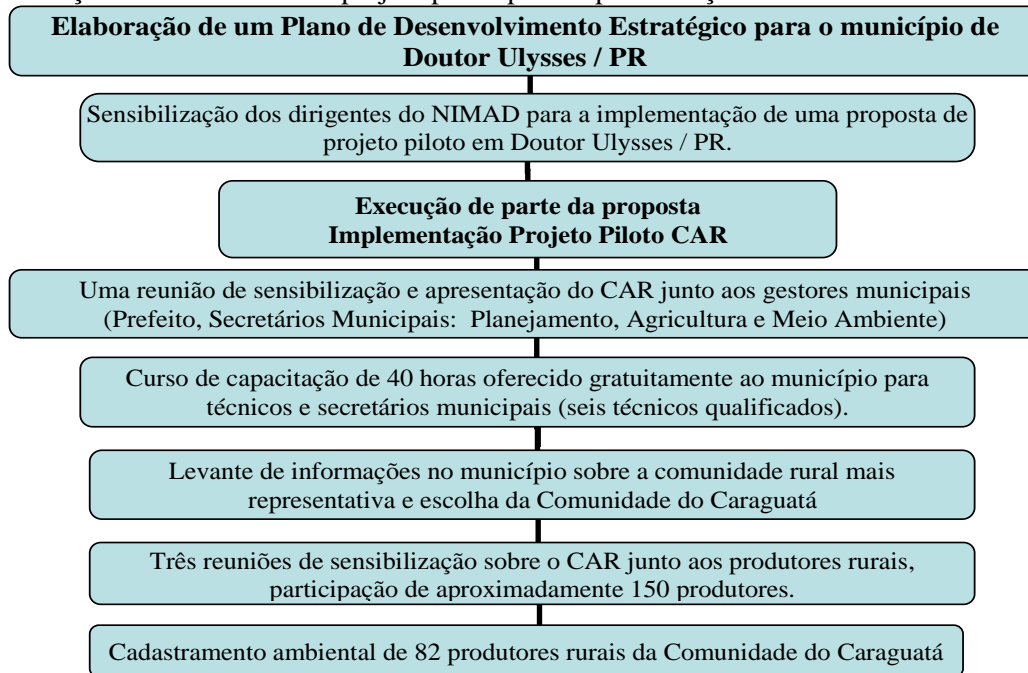 Elaboração de um Plano de Desenvolvimento Estratégico para o município de
Doutor Ulysses / PR
Sensibilização dos dirigentes do NIMAD para a implementação de uma proposta de
projeto piloto em Doutor Ulysses / PR.
Execução de parte da proposta
Implementação Projeto Piloto CAR
Uma reunião de sensibilização e apresentação do CAR junto aos gestores municipais
(Prefeito, Secretários Municipais: Planejamento, Agricultura e Meio Ambiente)
Curso de capacitação de 40 horas oferecido gratuitamente ao município para
técnicos e secretários municipais (seis técnicos qualificados).
Levante de informações no município sobre a comunidade rural mais
representativa e escolha da Comunidade do Caraguatá
Três reuniões de sensibilização sobre o CAR junto aos produtores rurais,
participação de aproximadamente 150 produtores.
Cadastramento ambiental de 82 produtores rurais da Comunidade do Caraguatá